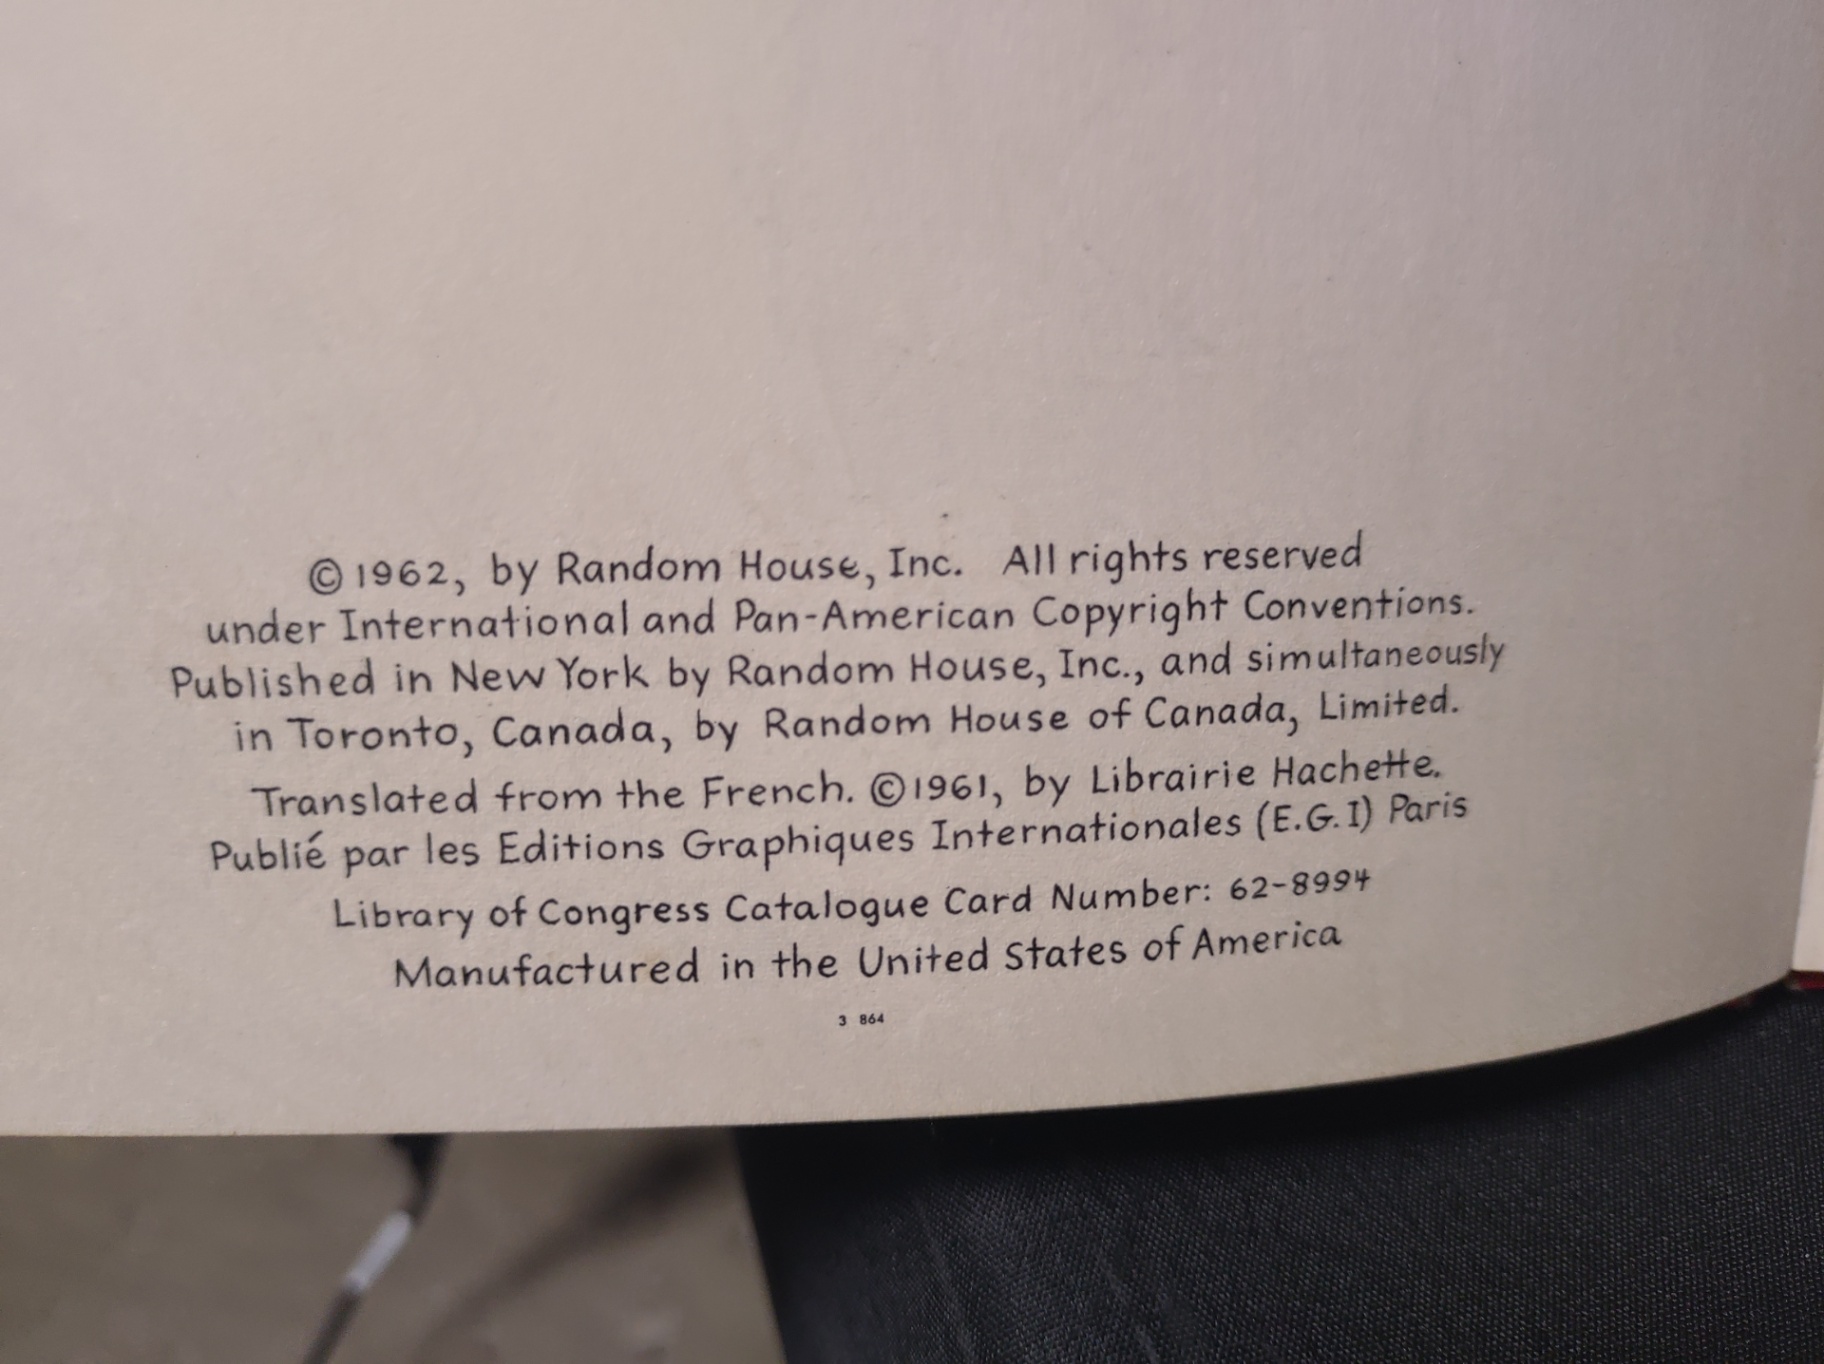 ©1962, by Random House, Inc. All rights reserved
under International and Pan-American Copyright Conventions.
Published in New York by Random House, Inc., and simultaneously
in Toronto, Canada, by Random House of Canada, Limited.
Translated from the French. ©1961, by Librairie Hachette.
Publié par les Editions Graphiques Internationales (E.G.I) Paris
Library of Congress Catalogue Card Number: 62-8994
Manufactured in the United States of America
3 864